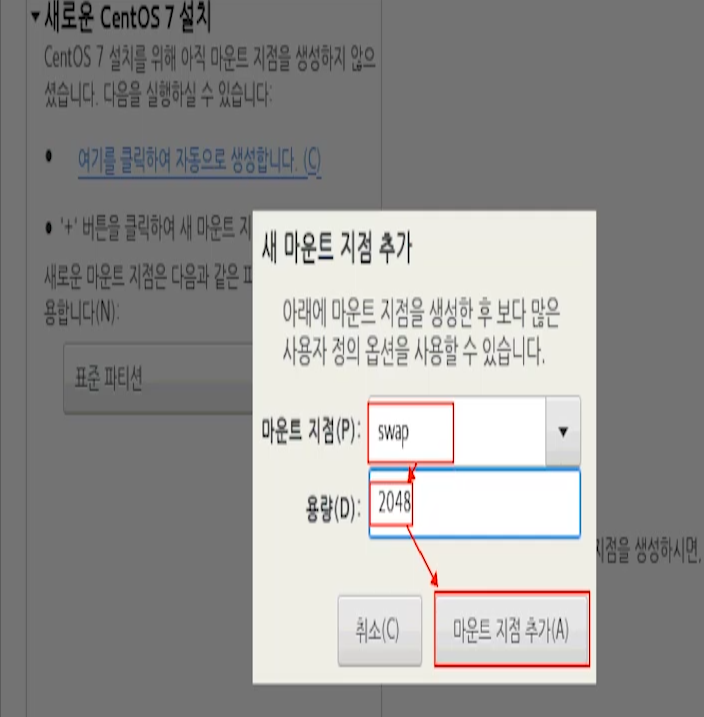 새로운 CentOS 7 설치
CentOS 7 설치를 위해 아직 마운트 지점을 생성하지 않으
셨습니다. 다음을 실행하실 수 있습니다:
여기를 클릭하여 자동으로 생성합니다. (C)
'+' 버튼을 클릭하여 새 마운트 지
새로운 마운트 지점은 다음과 같은 파
용합니다(N):
표준 파티션
새 마운트 지점 추가
아래에 마운트 지점을 생성한 후 보다 많은
사용자 정의 옵션을 사용할 수 있습니다.
마운트 지점(P): swap
용량(D): 2048
지점을 생성하시면,
취소(C) 마운트 지점 추가(A)